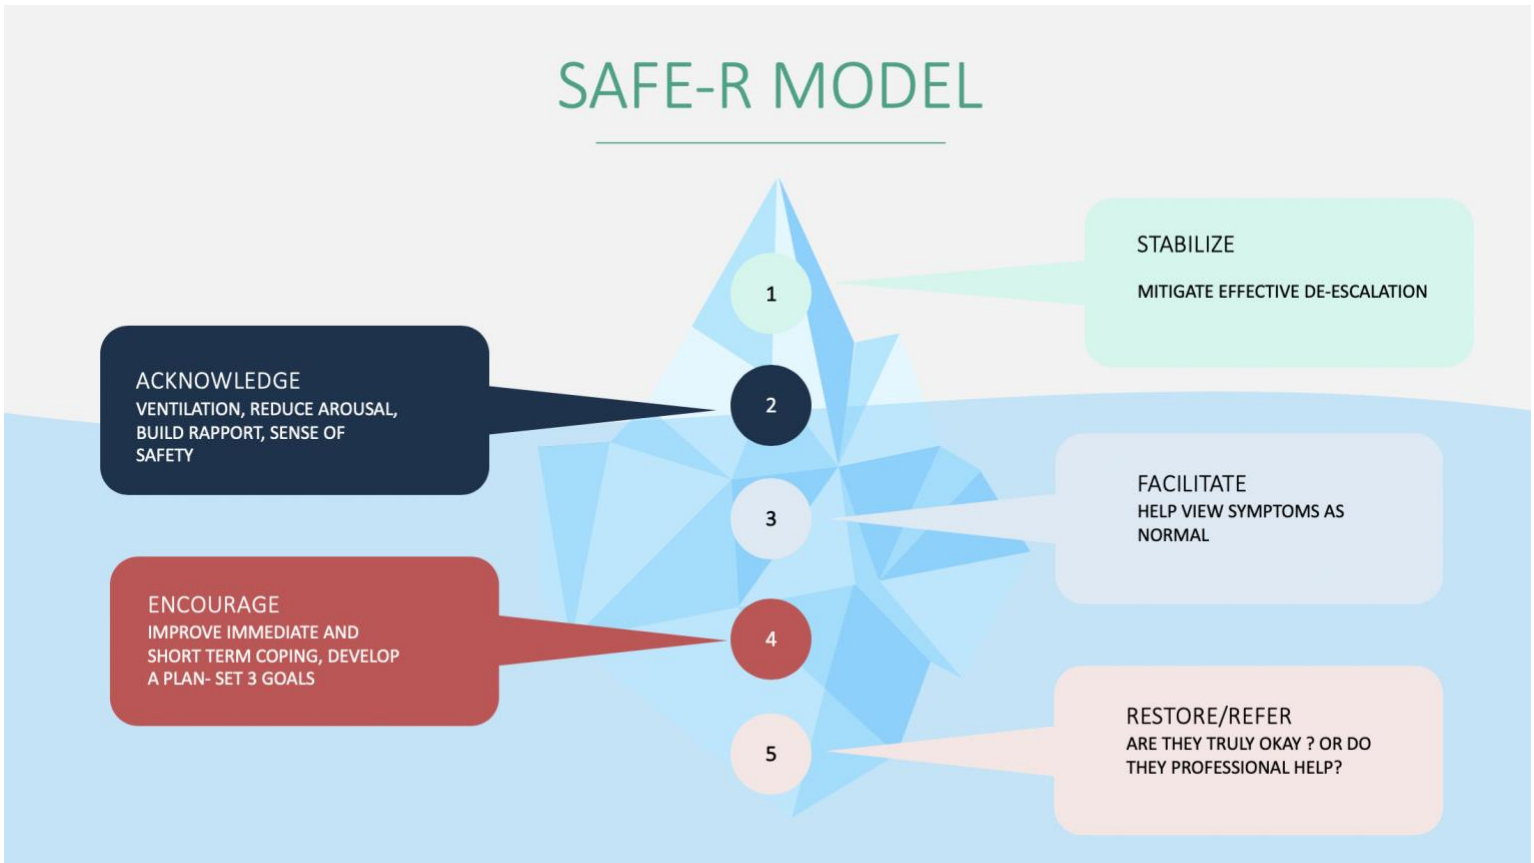 SAFE-R MODEL
1
STABILIZE
MITIGATE EFFECTIVE DE-ESCALATION
2
ACKNOWLEDGE
VENTILATION, REDUCE AROUSAL,
BUILD RAPPORT, SENSE OF
SAFETY
3
FACILITATE
HELP VIEW SYMPTOMS AS
NORMAL
4
ENCOURAGE
IMPROVE IMMEDIATE AND
SHORT TERM COPING, DEVELOP
A PLAN- SET 3 GOALS
5
RESTORE/REFER
ARE THEY TRULY OKAY ? OR DO
THEY PROFESSIONAL HELP?